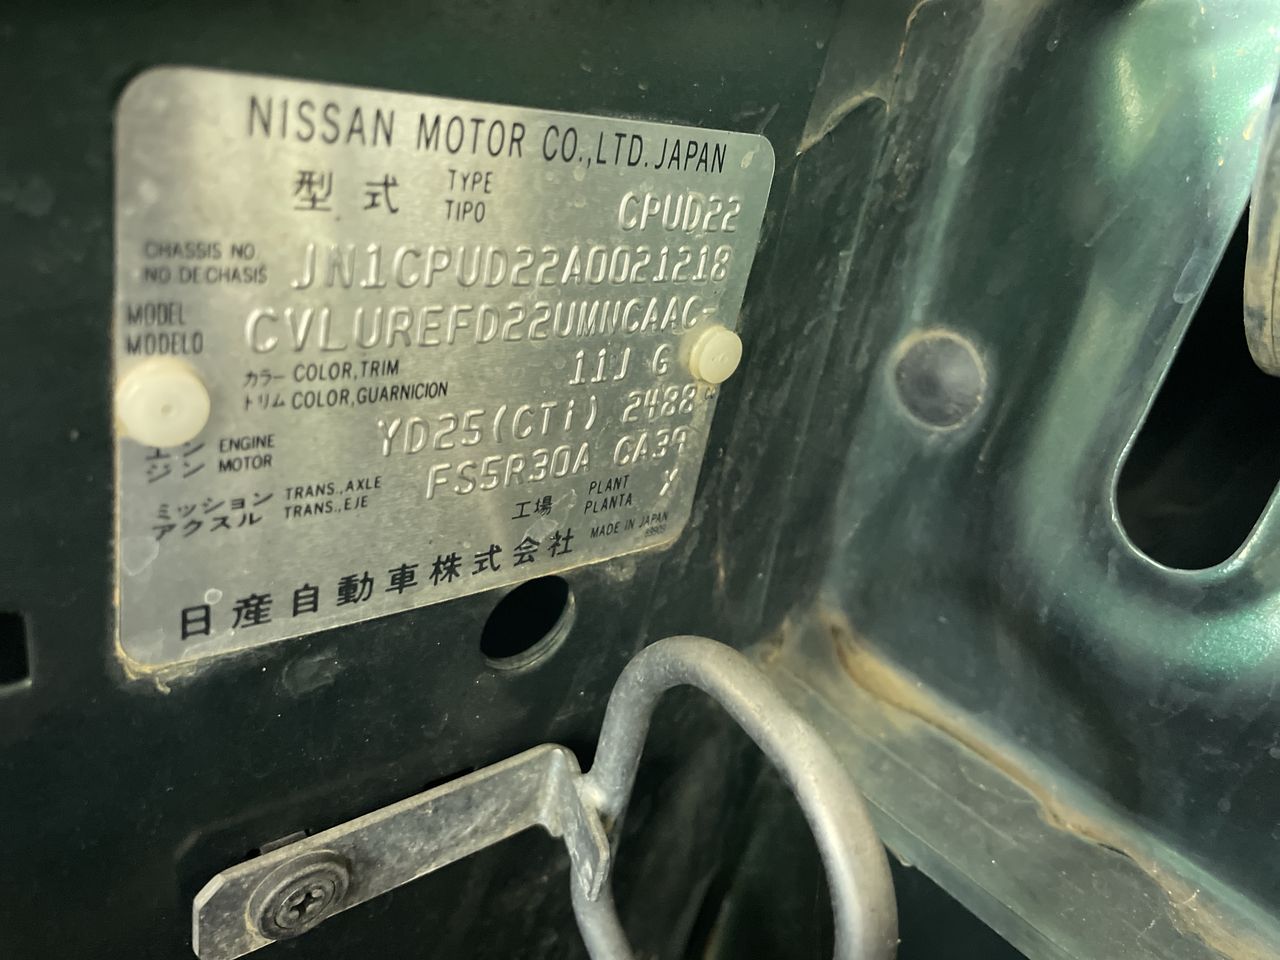 NISSAN MOTOR CO.,LTD. JAPAN
型式 TYPE TIPO CPUD22
CHASSIS NO.
NO. DE CHASIS JN1CPUD22A0021218
MODEL
MODELO CVLUREFD22UMNCAAC-
カラー COLOR,TRIM
トリム COLOR,GUARNICION 11J G
エンジン ENGINE MOTOR YD25(CTi) 2488 cc
ミッション アクスル TRANS.,AXLE TRANS.,EJE FS5R30A CA39
工場 PLANT PLANTA X
MADE IN JAPAN
日産自動車株式会社